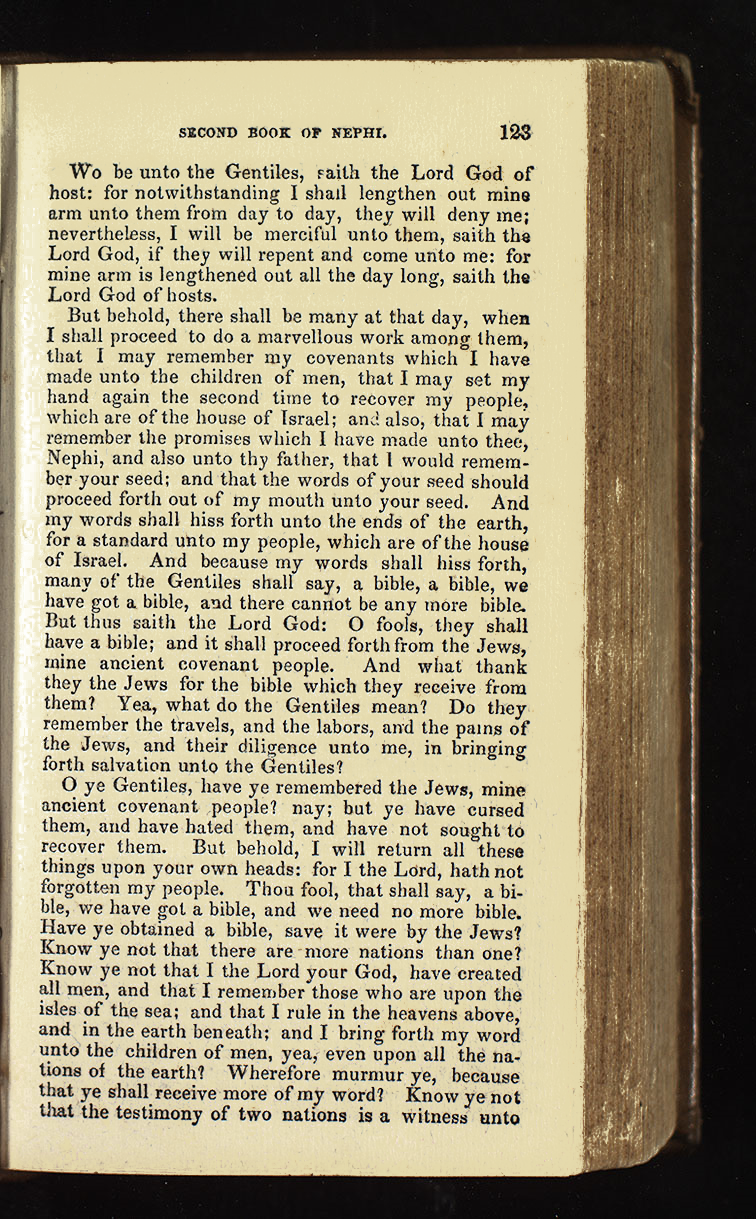 SECOND BOOK OF NEPHI. 123
Wo be unto the Gentiles, saith the Lord God of
host: for notwithstanding I shall lengthen out mine
arm unto them from day to day, they will deny me;
nevertheless, I will be merciful unto them, saith the
Lord God, if they will repent and come unto me: for
mine arm is lengthened out all the day long, saith the
Lord God of hosts.
But behold, there shall be many at that day, when
I shall proceed to do a marvellous work among them,
that I may remember my covenants which I have
made unto the children of men, that I may set my
hand again the second time to recover my people,
which are of the house of Israel; and also, that I may
remember the promises which I have made unto thee,
Nephi, and also unto thy father, that I would remem-
ber your seed; and that the words of your seed should
proceed forth out of my mouth unto your seed. And
my words shall hiss forth unto the ends of the earth,
for a standard unto my people, which are of the house
of Israel. And because my words shall hiss forth,
many of the Gentiles shall say, a bible, a bible, we
have got a bible, and there cannot be any more bible.
But thus saith the Lord God: O fools, they shall
have a bible; and it shall proceed forth from the Jews,
mine ancient covenant people. And what thank
they the Jews for the bible which they receive from
them? Yea, what do the Gentiles mean? Do they
remember the travels, and the labors, and the pains of
the Jews, and their diligence unto me, in bringing
forth salvation unto the Gentiles?
O ye Gentiles, have ye remembered the Jews, mine
ancient covenant people? nay; but ye have cursed
them, and have hated them, and have not sought to
recover them. But behold, I will return all these
things upon your own heads: for I the Lord, hath not
forgotten my people. Thou fool, that shall say, a bi-
ble, we have got a bible, and we need no more bible.
Have ye obtained a bible, save it were by the Jews?
Know ye not that there are more nations than one?
Know ye not that I the Lord your God, have created
all men, and that I remember those who are upon the
isles of the sea; and that I rule in the heavens above,
and in the earth beneath; and I bring forth my word
unto the children of men, yea, even upon all the na-
tions of the earth? Wherefore murmur ye, because
that ye shall receive more of my word? Know ye not
that the testimony of two nations is a witness unto